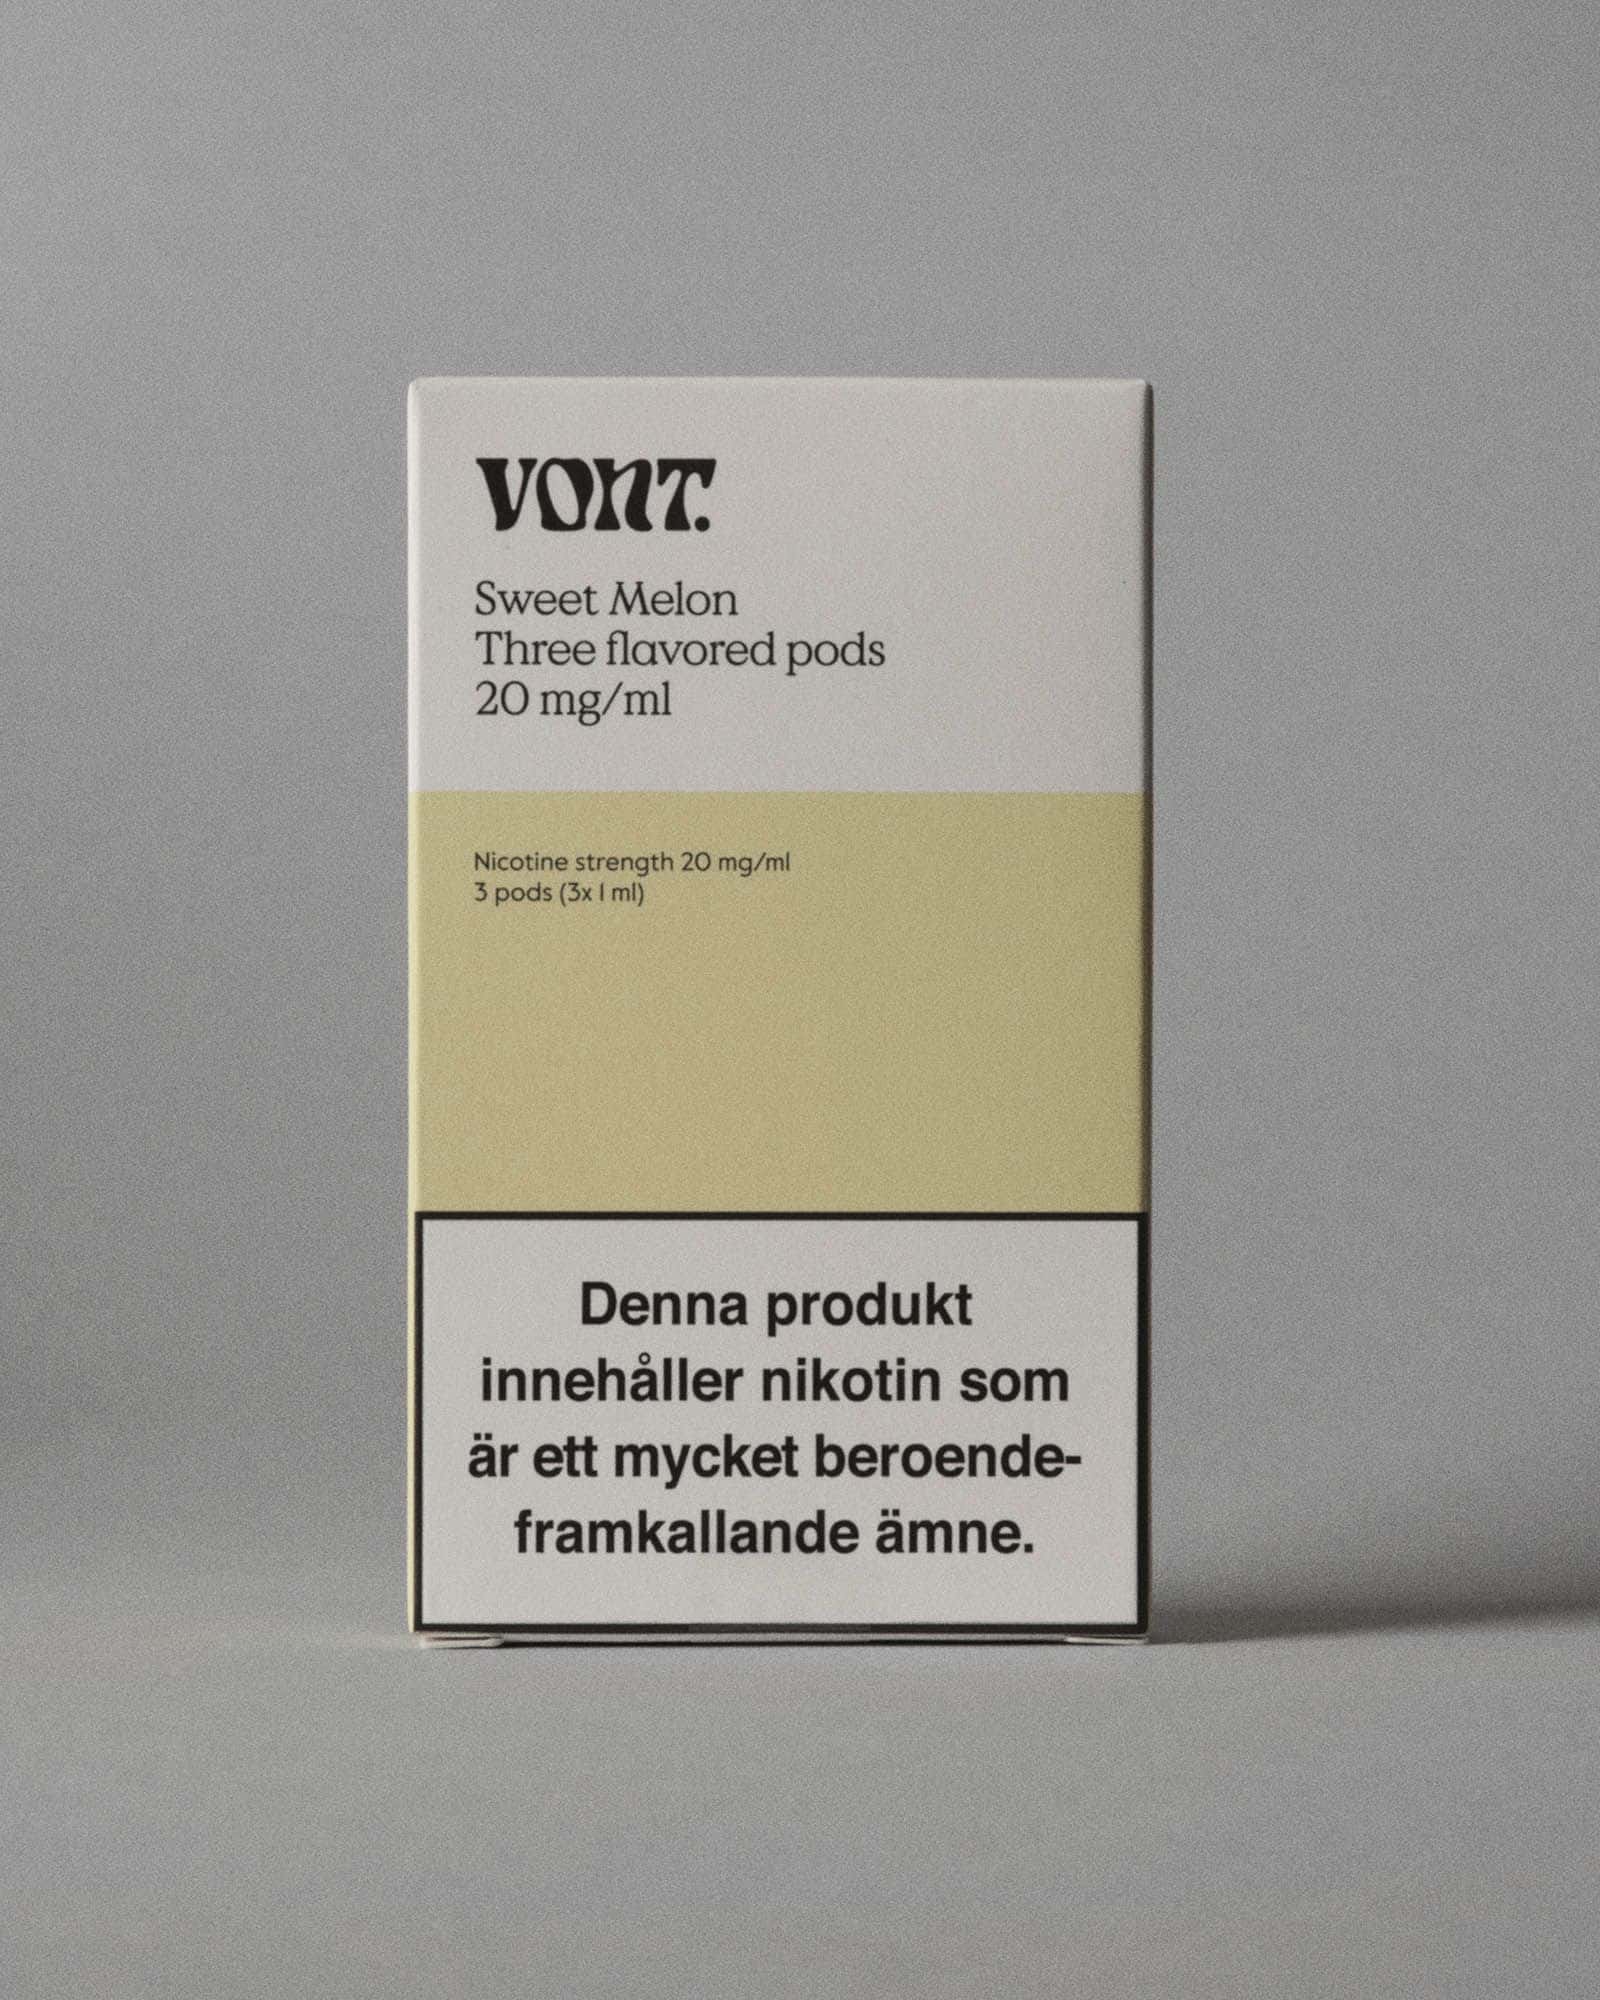 VONT.
Sweet Melon
Three flavored pods
20 mg/ml
Nicotine strength 20 mg/ml
3 pods (3x 1 ml)
Denna produkt
innehåller nikotin som
är ett mycket beroende-
framkallande ämne.